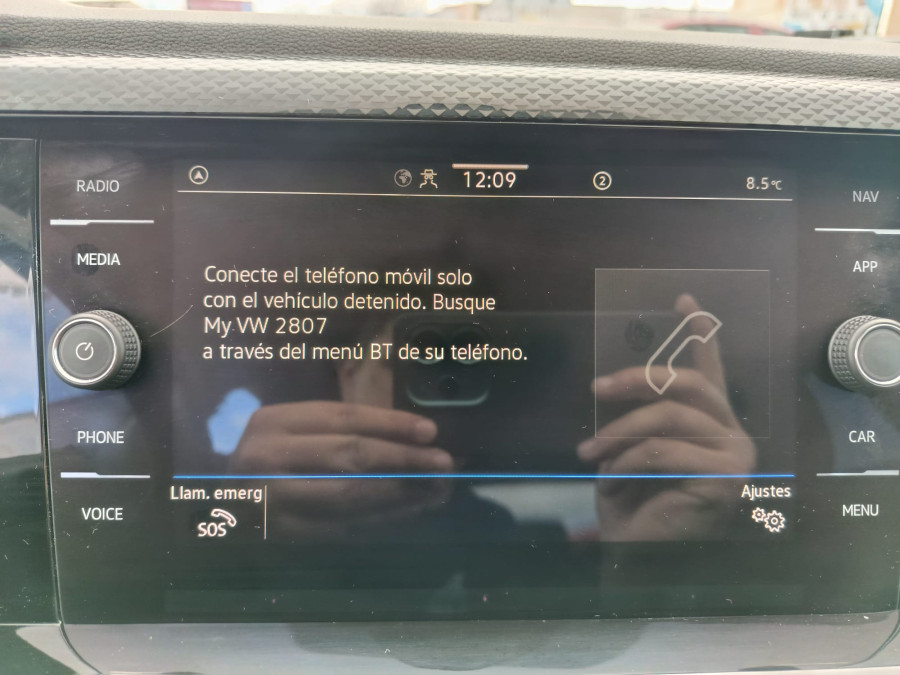 RADIO
MEDIA
PHONE
VOICE
12:09
2
8.5°C
Conecte el teléfono móvil solo
con el vehículo detenido. Busque
My VW 2807
a través del menú BT de su teléfono.
Llam. emerg
SOS
Ajustes
NAV
APP
CAR
MENU